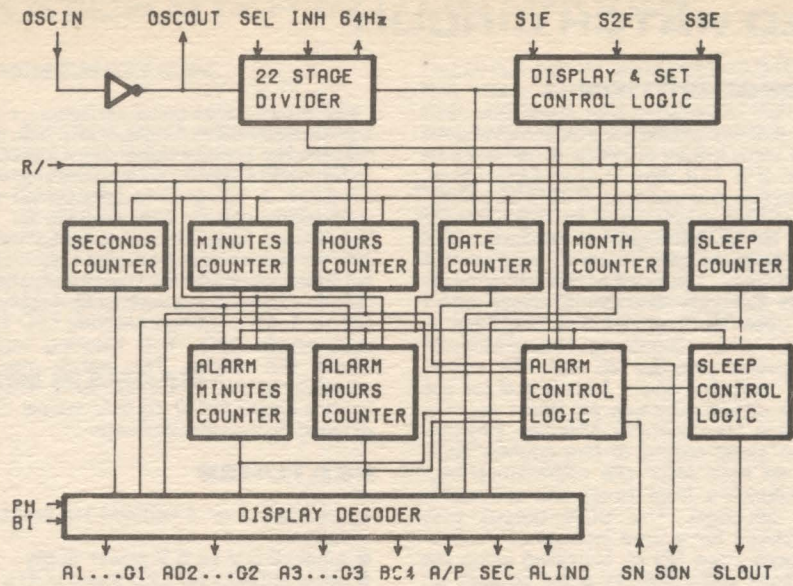 OSCIN OSCOUT SEL INH 64Hz S1E S2E S3E
22 STAGE
DIVIDER
DISPLAY & SET
CONTROL LOGIC
R/
SECONDS
COUNTER
MINUTES
COUNTER
HOURS
COUNTER
DATE
COUNTER
MONTH
COUNTER
SLEEP
COUNTER
ALARM
MINUTES
COUNTER
ALARM
HOURS
COUNTER
ALARM
CONTROL
LOGIC
SLEEP
CONTROL
LOGIC
PH
BI
DISPLAY DECODER
A1...G1 AD2...G2 A3...G3 BC4 A/P SEC ALIND SN SON SLOUT